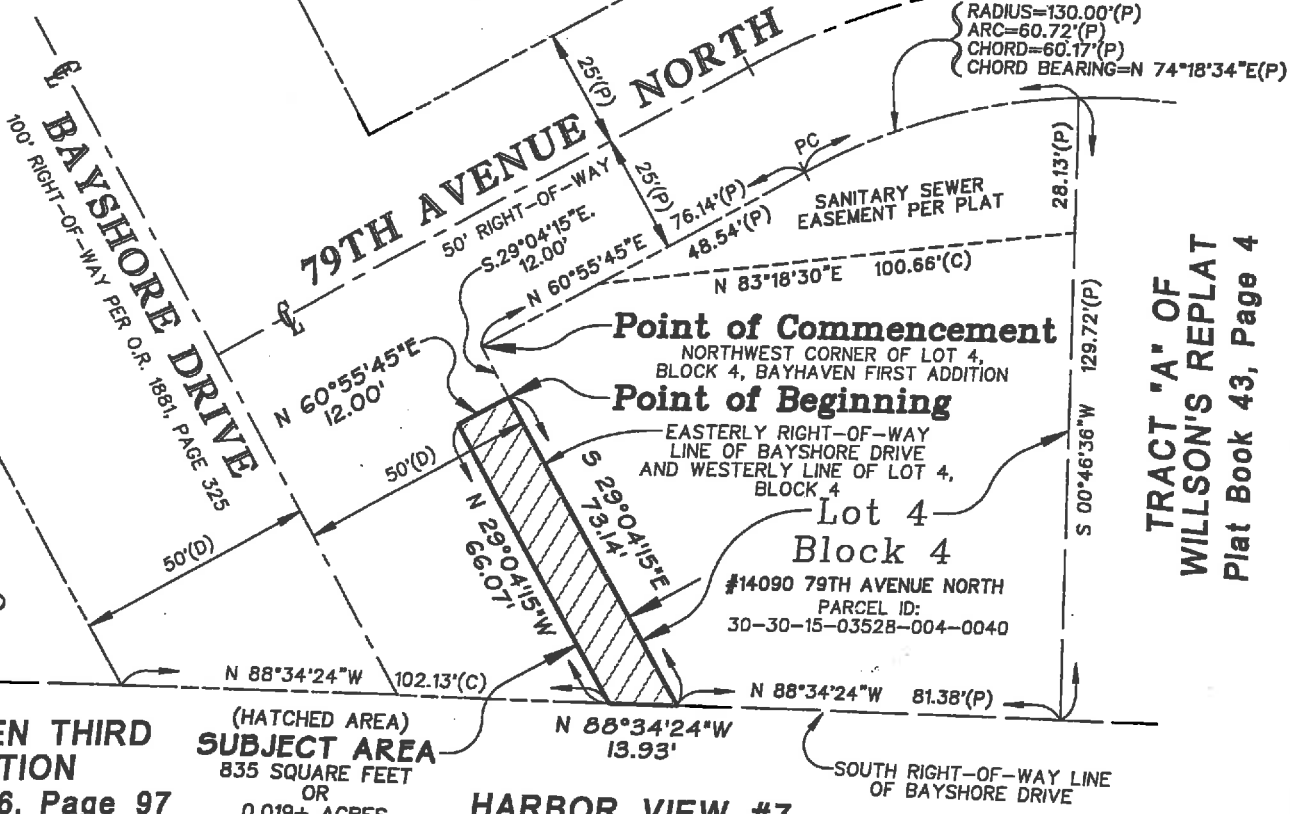 RADIUS=130.00'(P)
ARC=60.72'(P)
CHORD=60.17'(P)
CHORD BEARING=N 74°18'34"E(P)
℄ BAYSHORE DRIVE
100' RIGHT-OF-WAY PER O.R. 1881, PAGE 325
℄ 79TH AVENUE NORTH
50' RIGHT-OF-WAY
25'(P)
25'(P)
S.29°04'15"E.
12.00'
N 60°55'45"E
76.14'(P)
48.54'(P)
PC
SANITARY SEWER
EASEMENT PER PLAT
28.13'(P)
N 83°18'30"E 100.66'(C)
Point of Commencement
NORTHWEST CORNER OF LOT 4,
BLOCK 4, BAYHAVEN FIRST ADDITION
Point of Beginning
EASTERLY RIGHT-OF-WAY
LINE OF BAYSHORE DRIVE
AND WESTERLY LINE OF LOT 4,
BLOCK 4
N 60°55'45"E
12.00'
50'(D)
50'(D)
S 29°04'15"E
73.14'
N 29°04'15"W
66.07'
Lot 4
Block 4
#14090 79TH AVENUE NORTH
PARCEL ID:
30-30-15-03528-004-0040
S 00°46'36"W 129.72'(P)
TRACT "A" OF
WILLSON'S REPLAT
Plat Book 43, Page 4
N 88°34'24"W 102.13'(C)
N 88°34'24"W
13.93'
N 88°34'24"W 81.38'(P)
SOUTH RIGHT-OF-WAY LINE
OF BAYSHORE DRIVE
(HATCHED AREA)
SUBJECT AREA
835 SQUARE FEET
OR
0.019± ACRES
EN THIRD
TION
6, Page 97
HARBOR VIEW #7